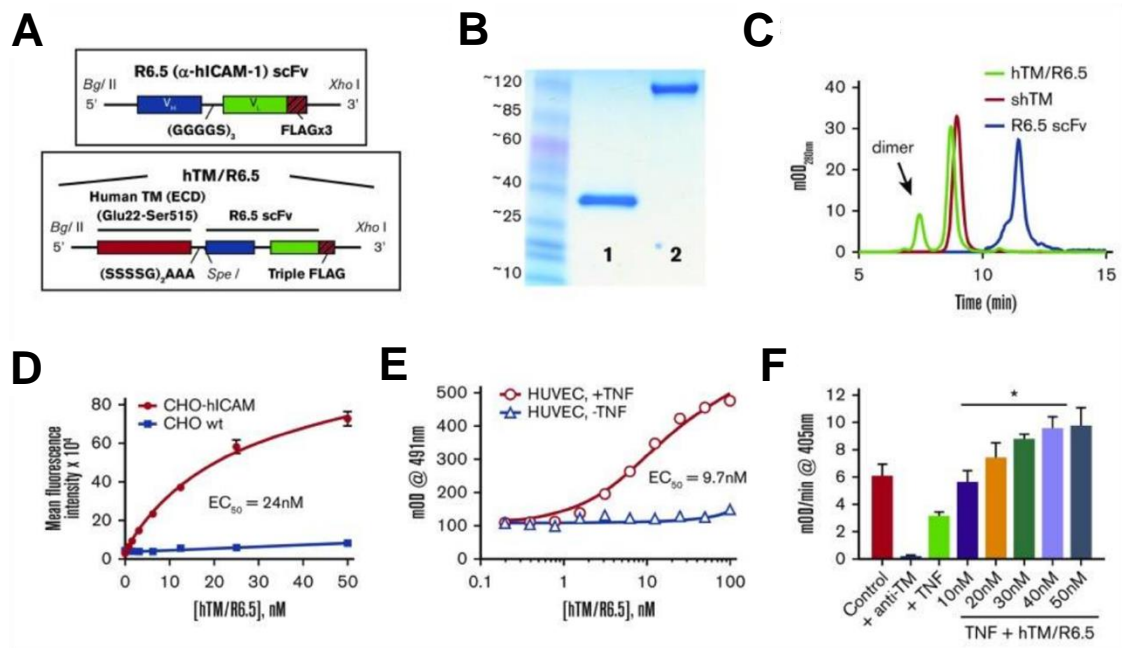 A
R6.5 (α-hICAM-1) scFv
Bgl II
Xho I
5'
VH
VL
3'
(GGGGS)3
FLAGx3
hTM/R6.5
Human TM (ECD)
(Glu22-Ser515)
R6.5 scFv
Bgl II
Xho I
5'
3'
(SSSSG)2AAA
Spe I
Triple FLAG
B
~120
~85
~60
~40
~25
~10
1
2
C
hTM/R6.5
shTM
R6.5 scFv
dimer
mOD280nm
40
30
20
10
0
5
10
15
Time (min)
D
CHO-hICAM
CHO wt
Mean fluorescence
intensity x 10⁴
80
60
40
20
0
EC50 = 24nM
0
10
20
30
40
50
[hTM/R6.5], nM
E
HUVEC, +TNF
HUVEC, -TNF
mOD @ 491nm
500
400
300
200
100
0
EC50 = 9.7nM
0.1
1
10
100
[hTM/R6.5], nM
F
mOD/min @ 405nm
12
10
8
6
4
2
0
*
Control
+ anti-TM
+ TNF
10nM
20nM
30nM
40nM
50nM
TNF + hTM/R6.5